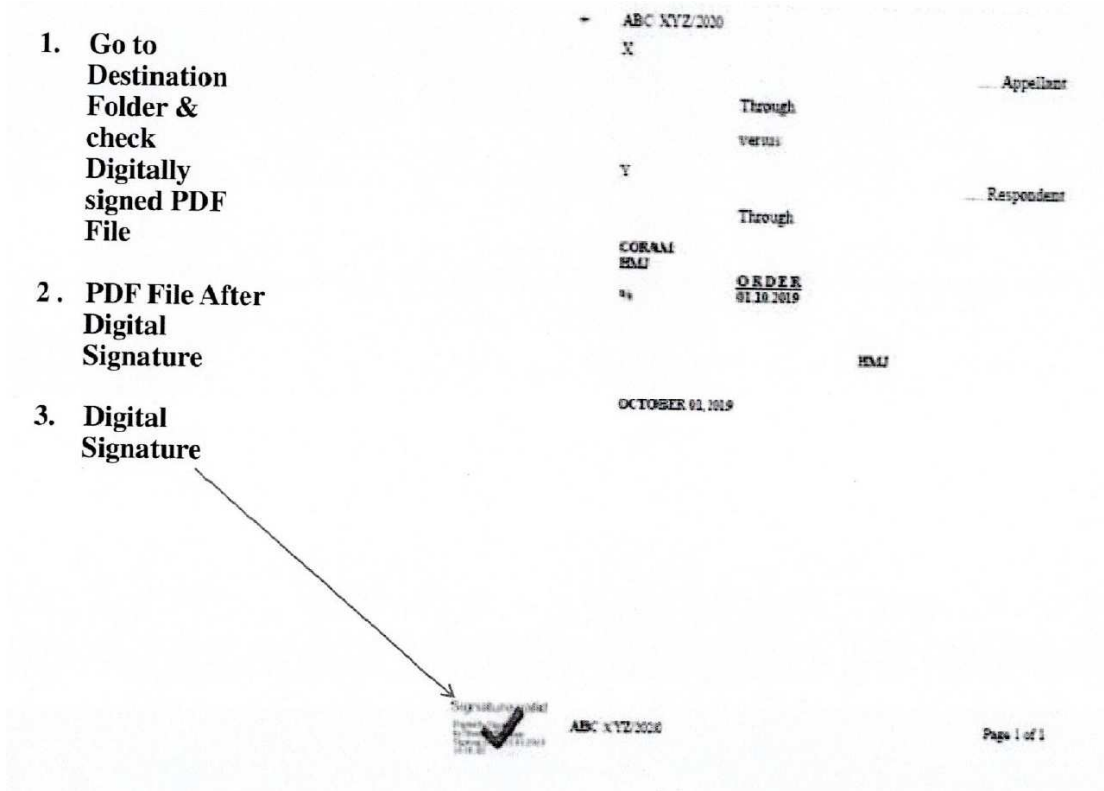 1. Go to
Destination
Folder &
check
Digitally
signed PDF
File
2. PDF File After
Digital
Signature
3. Digital
Signature
ABC XYZ/2020
X
..... Appellant
Through
versus
Y
..... Respondent
Through
CORAM:
HMJ
%
ORDER
01.10.2019
HMJ
OCTOBER 01, 2019
Signature valid
ABC XYZ/2020
Page 1 of 1